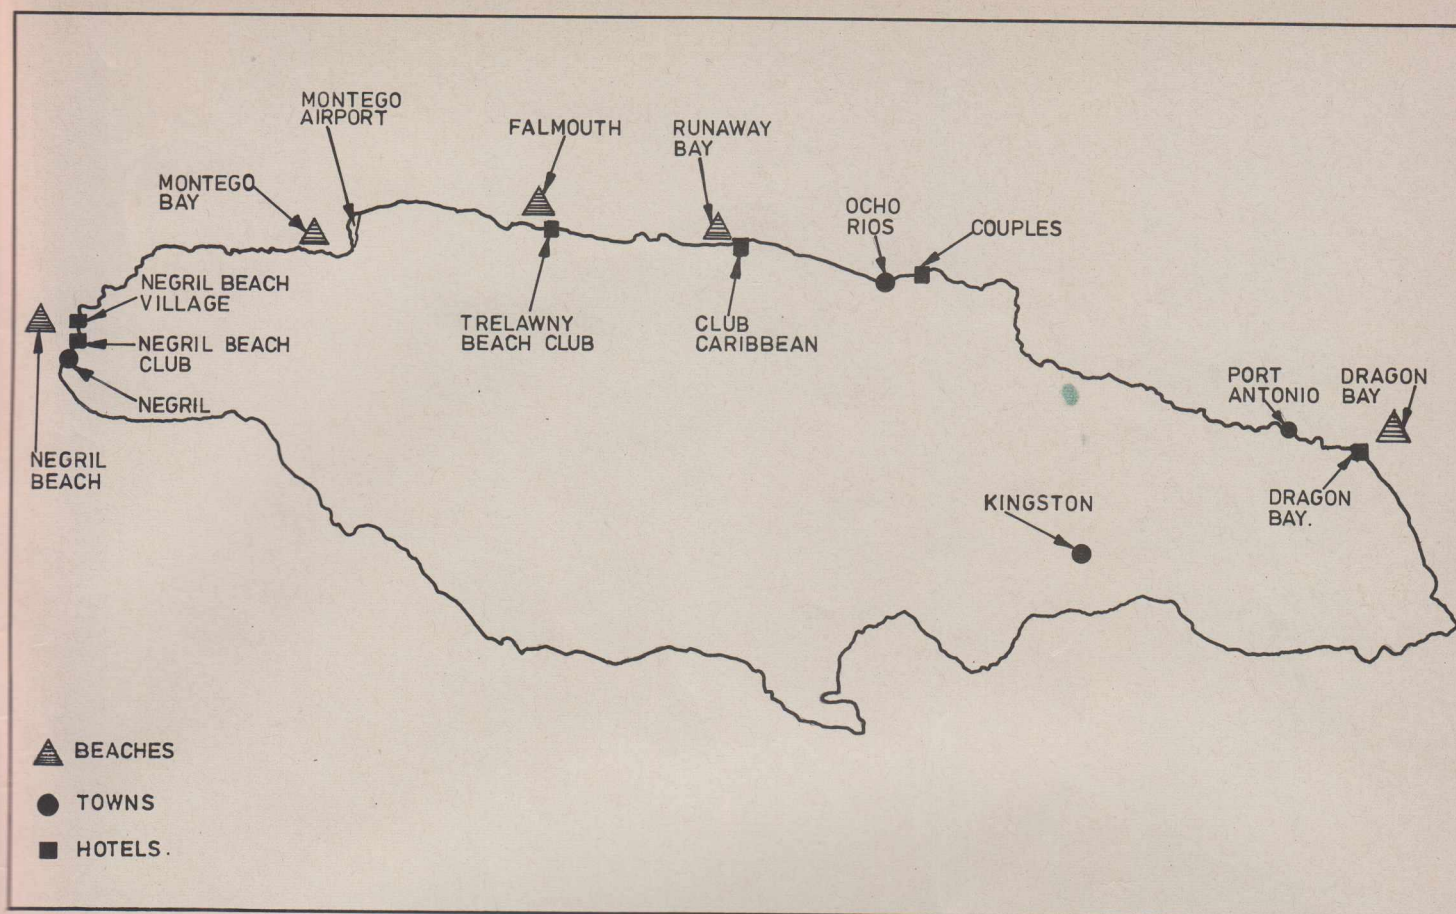 MONTEGO
AIRPORT
FALMOUTH
RUNAWAY
BAY
MONTEGO
BAY
OCHO
RIOS
COUPLES
NEGRIL BEACH
VILLAGE
NEGRIL BEACH
CLUB
NEGRIL
TRELAWNY
BEACH CLUB
CLUB
CARIBBEAN
PORT
ANTONIO
DRAGON
BAY
NEGRIL
BEACH
KINGSTON
DRAGON
BAY.
BEACHES
TOWNS
HOTELS.